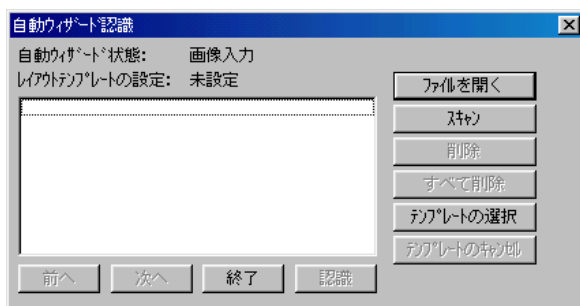 自動ｳｨｻﾞｰﾄﾞ認識
自動ｳｨｻﾞｰﾄﾞ状態: 画像入力
ﾚｲｱｳﾄﾃﾝﾌﾟﾚｰﾄの設定: 未設定
ﾌｧｲﾙを開く
ｽｷｬﾝ
削除
すべて削除
ﾃﾝﾌﾟﾚｰﾄの選択
ﾃﾝﾌﾟﾚｰﾄのｷｬﾝｾﾙ
前へ 次へ 終了 認識